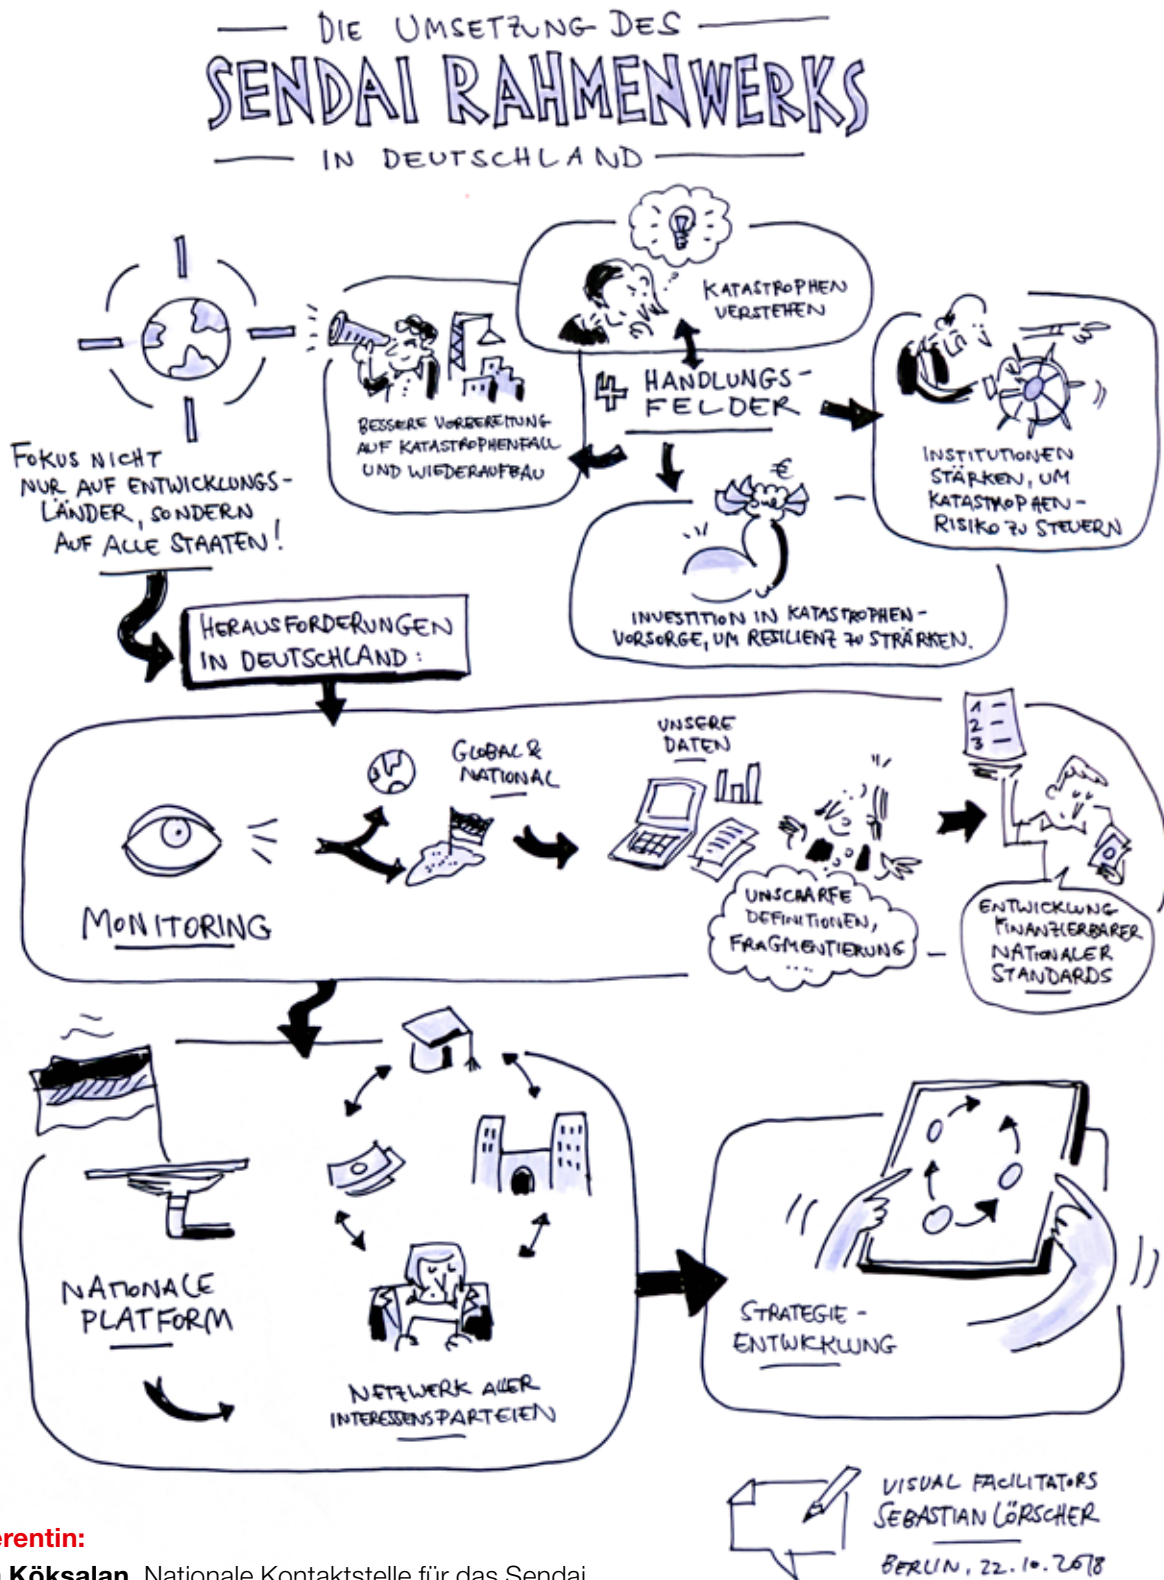 DIE UMSETZUNG DES
SENDAI RAHMENWERKS
IN DEUTSCHLAND
FOKUS NICHT
NUR AUF ENTWICKLUNGS-
LÄNDER, SONDERN
AUF ALLE STAATEN!
4 HANDLUNGS-
FELDER
KATASTROPHEN
VERSTEHEN
INSTITUTIONEN
STÄRKEN, UM
KATASTROPHEN-
RISIKO ZU STEUERN
€
INVESTITION IN KATASTROPHEN-
VORSORGE, UM RESILIENZ ZU STRÄRKEN.
BESSERE VORBEREITUNG
AUF KATASTROPHENFALL
UND WIEDERAUFBAU
HERAUSFORDERUNGEN
IN DEUTSCHLAND:
MONITORING
GLOBAL &
NATIONAL
UNSERE
DATEN
UNSCHARFE
DEFINITIONEN,
FRAGMENTIERUNG
....
1
2
3
ENTWICKLUNG
FINANZIERBARER
NATIONALER
STANDARDS
NATIONALE
PLATFORM
NETZWERK ALLER
INTERESSENSPARTEIEN
STRATEGIE-
ENTWICKLUNG
VISUAL FACILITATORS
SEBASTIAN LÖRSCHER
BERLIN, 22.10.2018
erentin:
Köksalan, Nationale Kontaktstelle für das Sendai